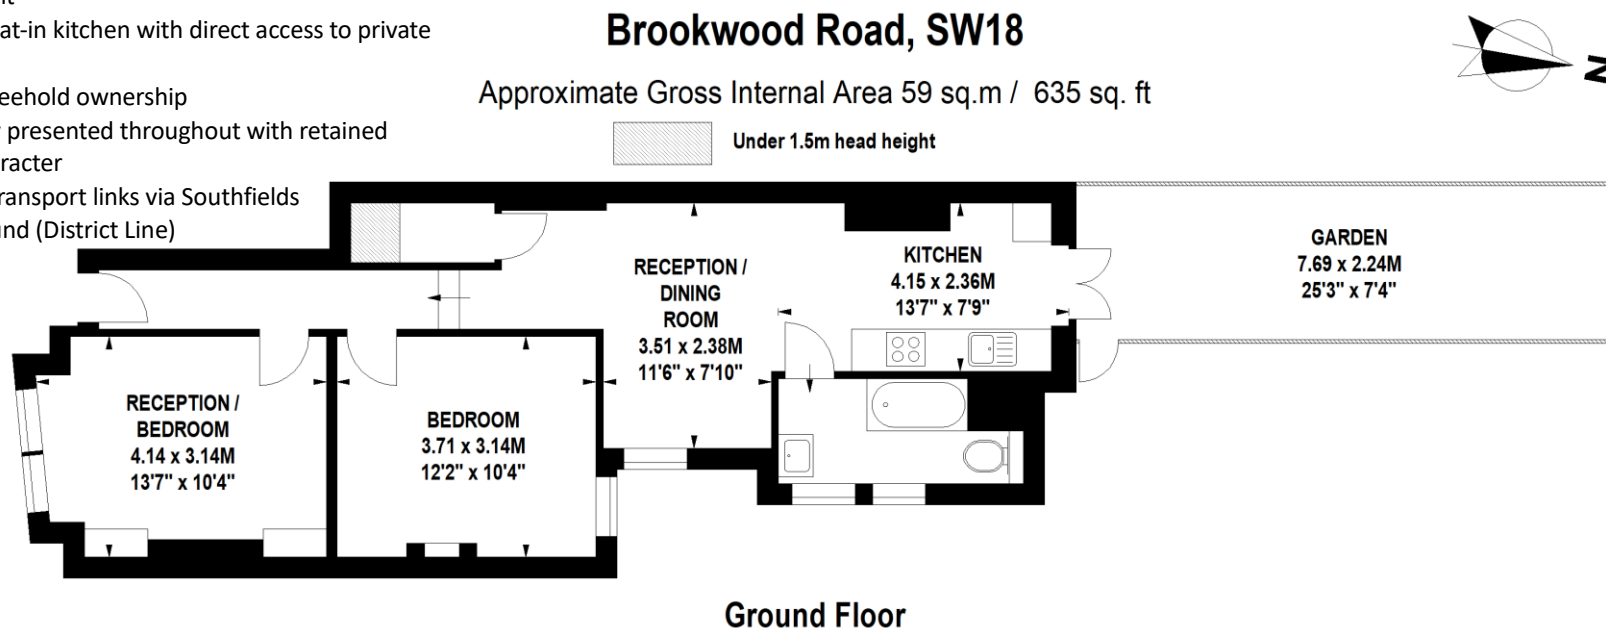 at-in kitchen with direct access to private
eehold ownership
presented throughout with retained
racter
ransport links via Southfields
und (District Line)
Brookwood Road, SW18
Approximate Gross Internal Area 59 sq.m / 635 sq. ft
Under 1.5m head height
N
RECEPTION /
DINING
ROOM
3.51 x 2.38M
11'6" x 7'10"
KITCHEN
4.15 x 2.36M
13'7" x 7'9"
GARDEN
7.69 x 2.24M
25'3" x 7'4"
RECEPTION /
BEDROOM
4.14 x 3.14M
13'7" x 10'4"
BEDROOM
3.71 x 3.14M
12'2" x 10'4"
Ground Floor